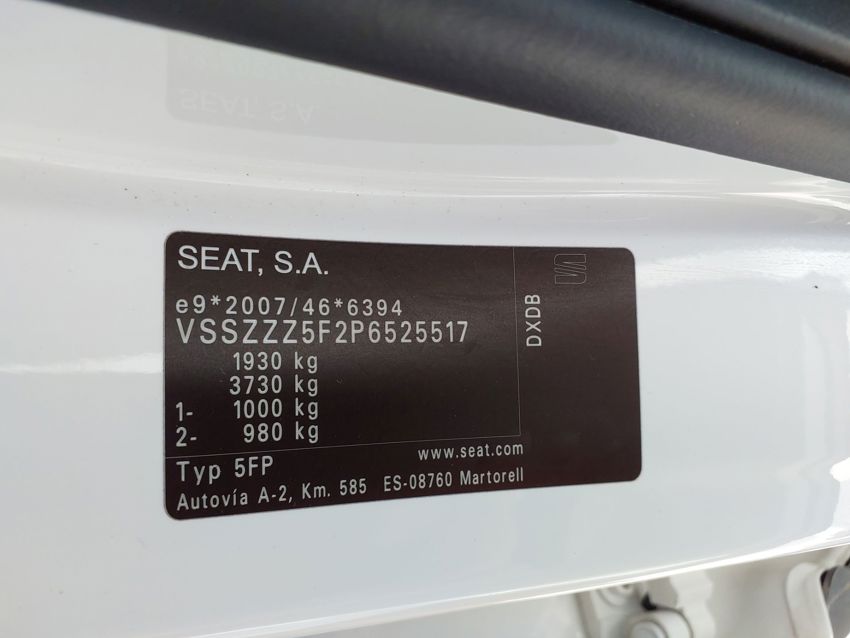 SEAT, S.A.
e9*2007/46*6394
VSSZZZ5F2P6525517
1930 kg
3730 kg
1- 1000 kg
2- 980 kg
DXDB
Typ 5FP
www.seat.com
Autovía A-2, Km. 585 ES-08760 Martorell
SEAT, S.A.